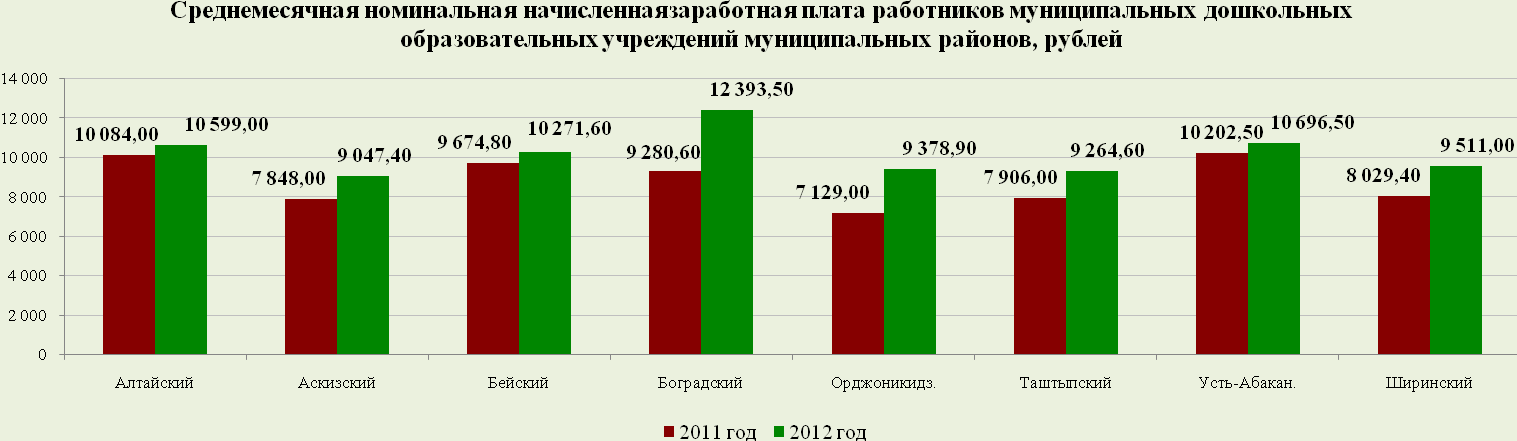 Среднемесячная номинальная начисленнаязаработная плата работников муниципальных дошкольных
образовательных учреждений муниципальных районов, рублей
14 000
12 000
10 000
8 000
6 000
4 000
2 000
0
10 084,00 10 599,00
7 848,00 9 047,40
9 674,80 10 271,60
9 280,60 12 393,50
7 129,00 9 378,90
7 906,00 9 264,60
10 202,50 10 696,50
8 029,40 9 511,00
Алтайский Аскизский Бейский Боградский Орджоникидз. Таштыпский Усть-Абакан. Ширинский
2011 год 2012 год